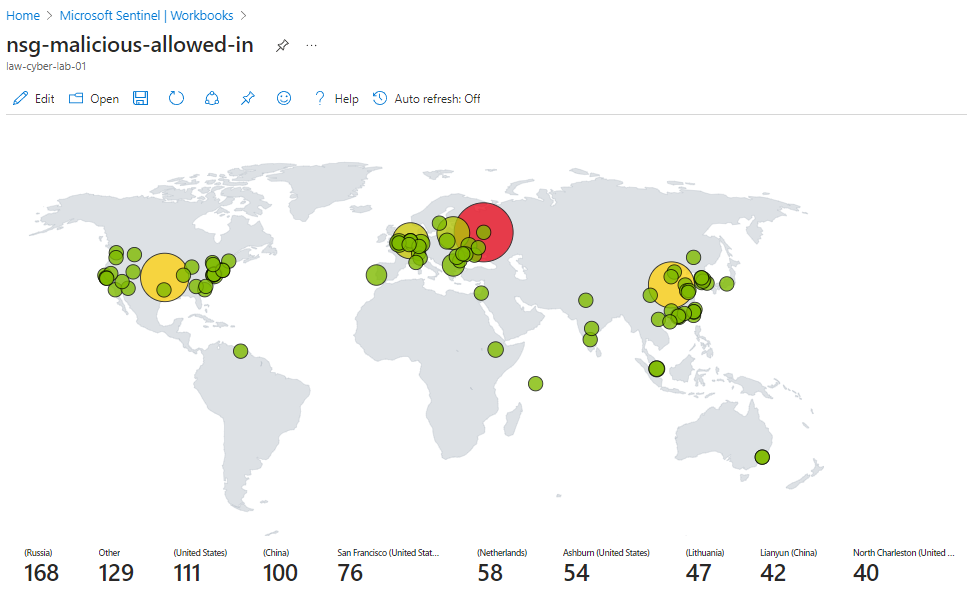 Home > Microsoft Sentinel | Workbooks >
nsg-malicious-allowed-in ...
law-cyber-lab-01
Edit Open Help Auto refresh: Off
(Russia) Other (United States) (China) San Francisco (United Stat... (Netherlands) Ashburn (United States) (Lithuania) Lianyun (China) North Charleston (United ...
168 129 111 100 76 58 54 47 42 40